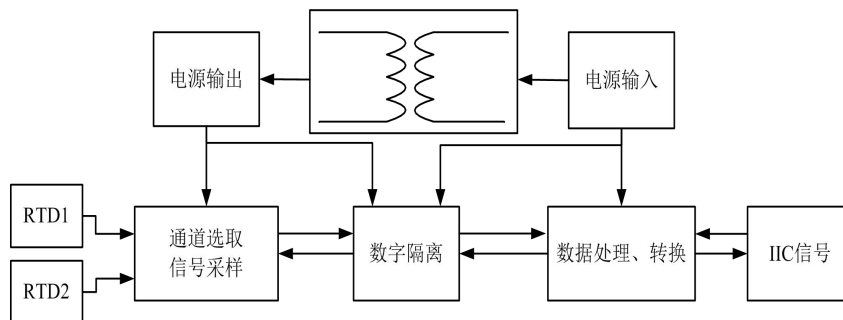 电源输出
电源输入
RTD1
RTD2
通道选取
信号采样
数字隔离
数据处理、转换
IIC信号